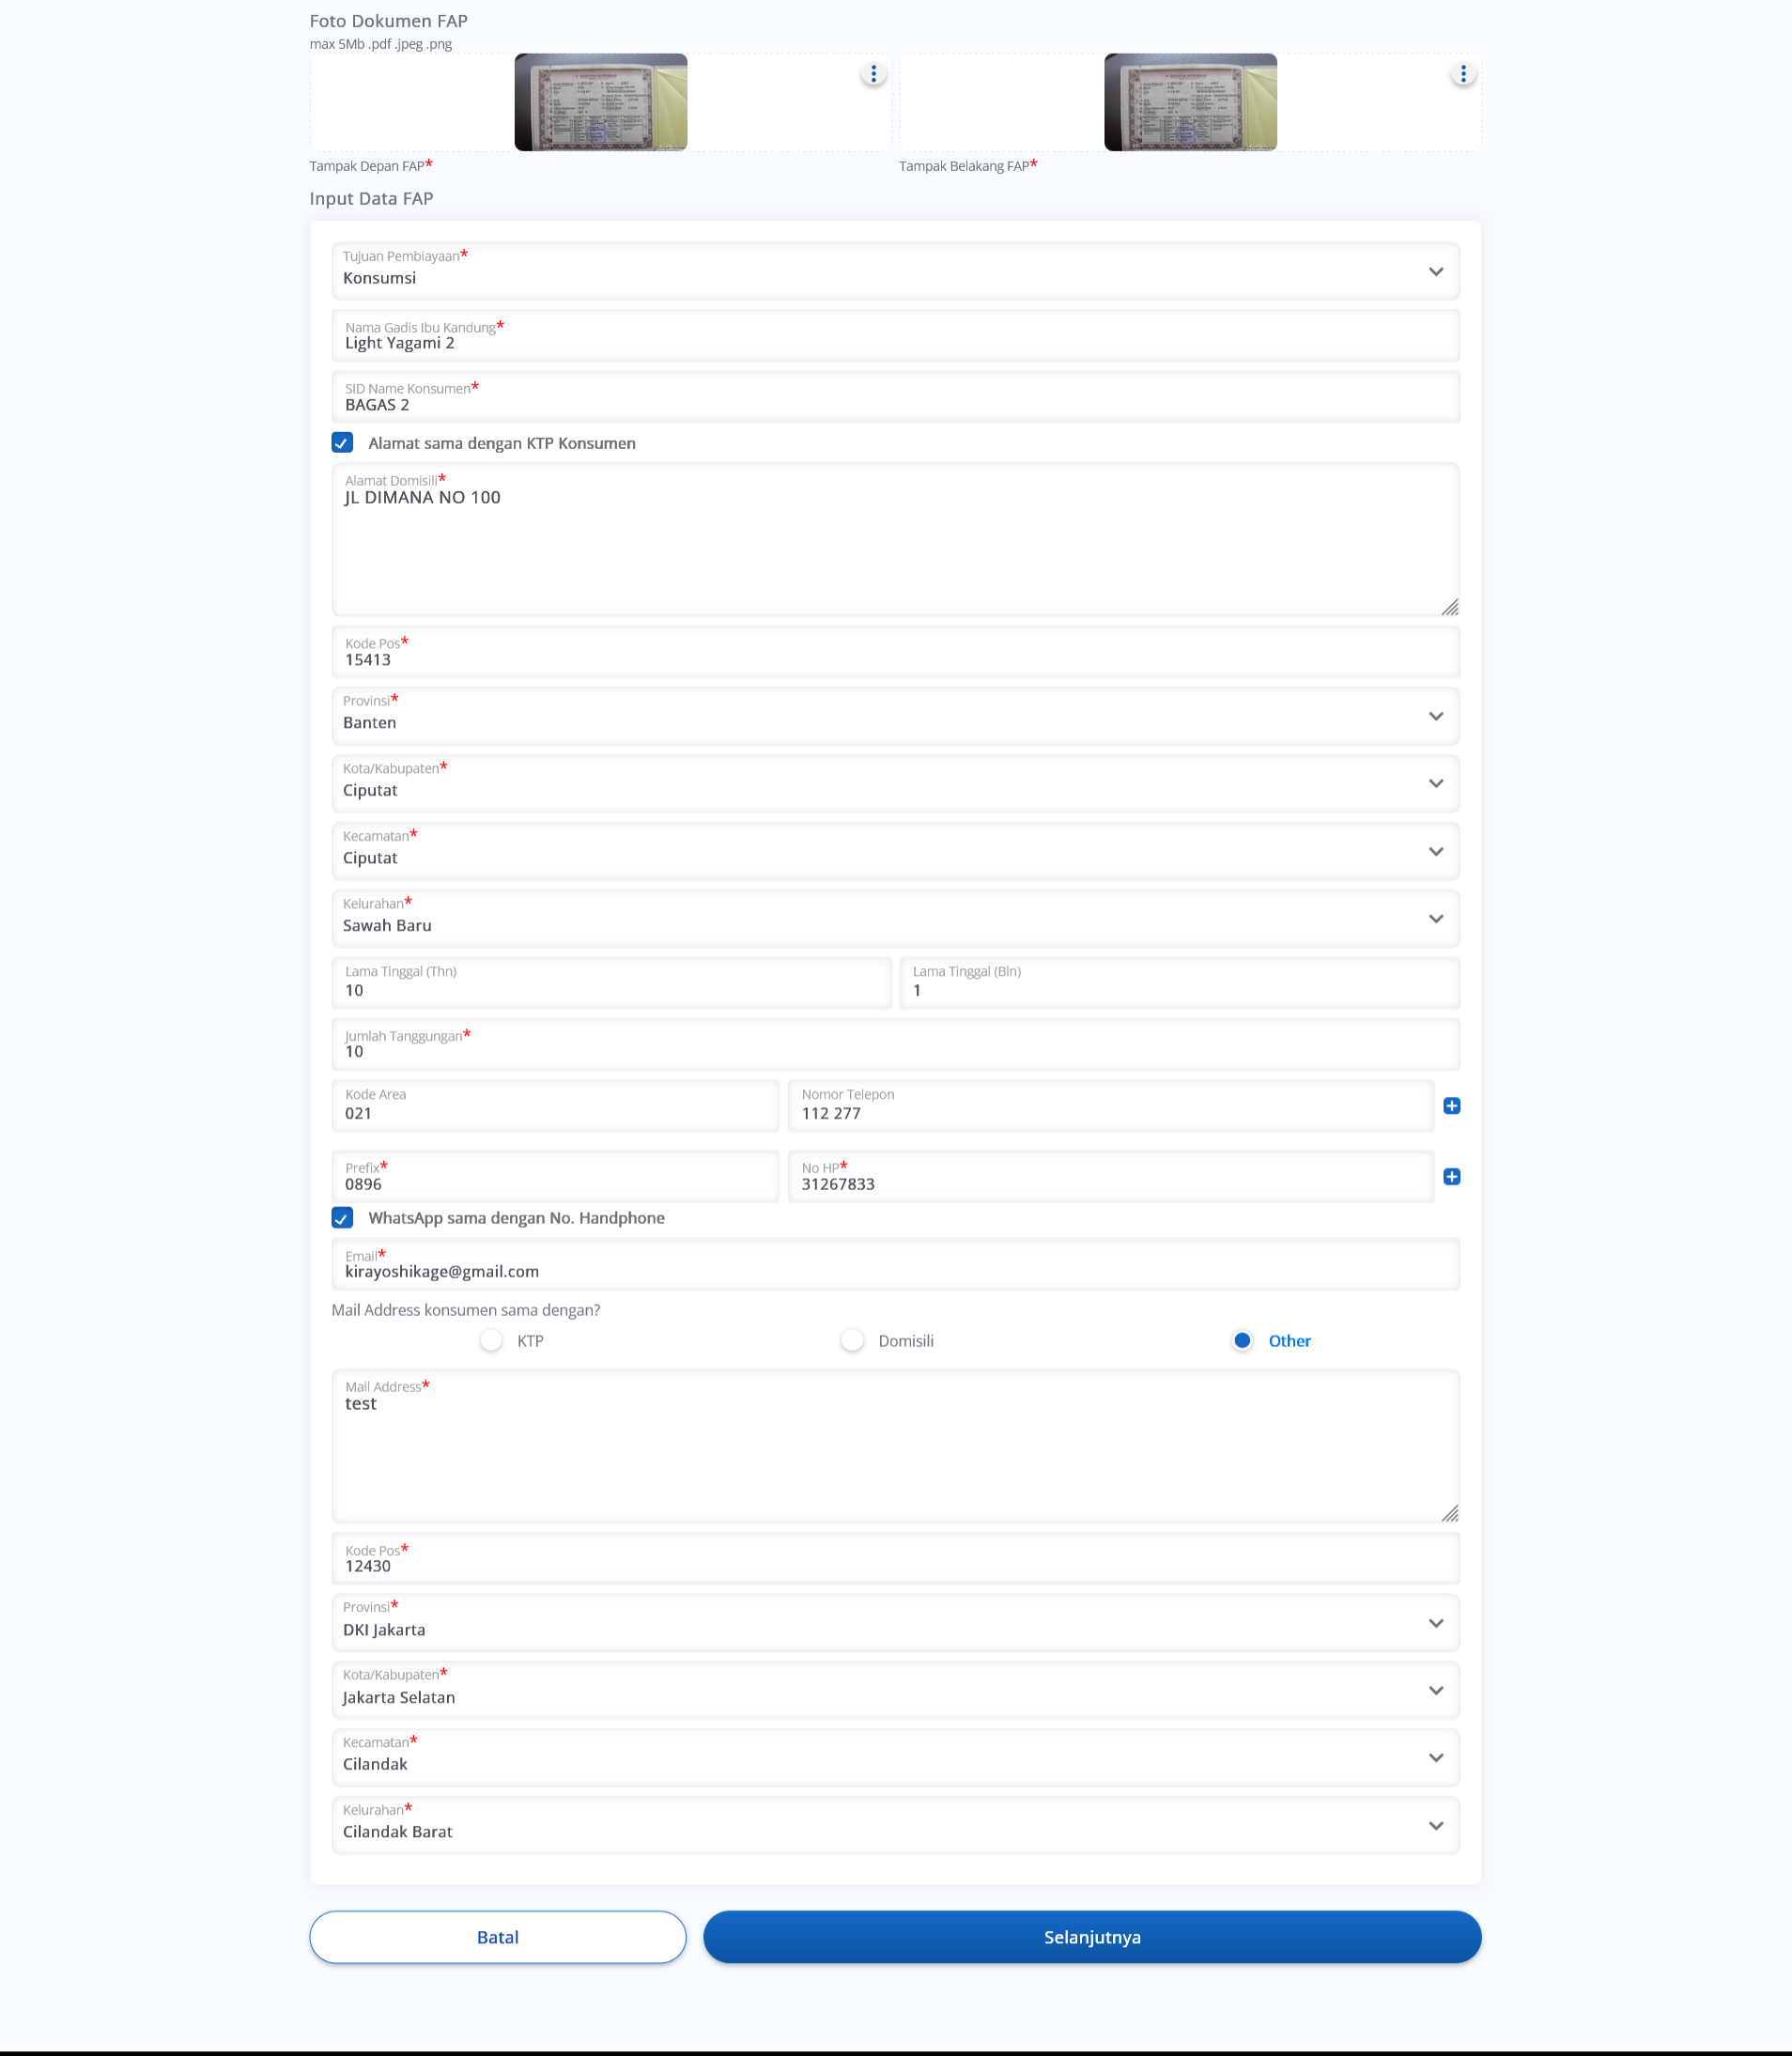 Foto Dokumen FAP
max 5Mb .pdf .jpeg .png
Tampak Depan FAP*
Tampak Belakang FAP*
Input Data FAP
Tujuan Pembiayaan*
Konsumsi
Nama Gadis Ibu Kandung*
Light Yagami 2
SID Name Konsumen*
BAGAS 2
Alamat sama dengan KTP Konsumen
Alamat Domisili*
JL DIMANA NO 100
Kode Pos*
15413
Provinsi*
Banten
Kota/Kabupaten*
Ciputat
Kecamatan*
Ciputat
Kelurahan*
Sawah Baru
Lama Tinggal (Thn)
10
Lama Tinggal (Bln)
1
Jumlah Tanggungan*
10
Kode Area
021
Nomor Telepon
112 277
Prefix*
0896
No HP*
31267833
WhatsApp sama dengan No. Handphone
Email*
kirayoshikage@gmail.com
Mail Address konsumen sama dengan?
KTP
Domisili
Other
Mail Address*
test
Kode Pos*
12430
Provinsi*
DKI Jakarta
Kota/Kabupaten*
Jakarta Selatan
Kecamatan*
Cilandak
Kelurahan*
Cilandak Barat
Batal
Selanjutnya